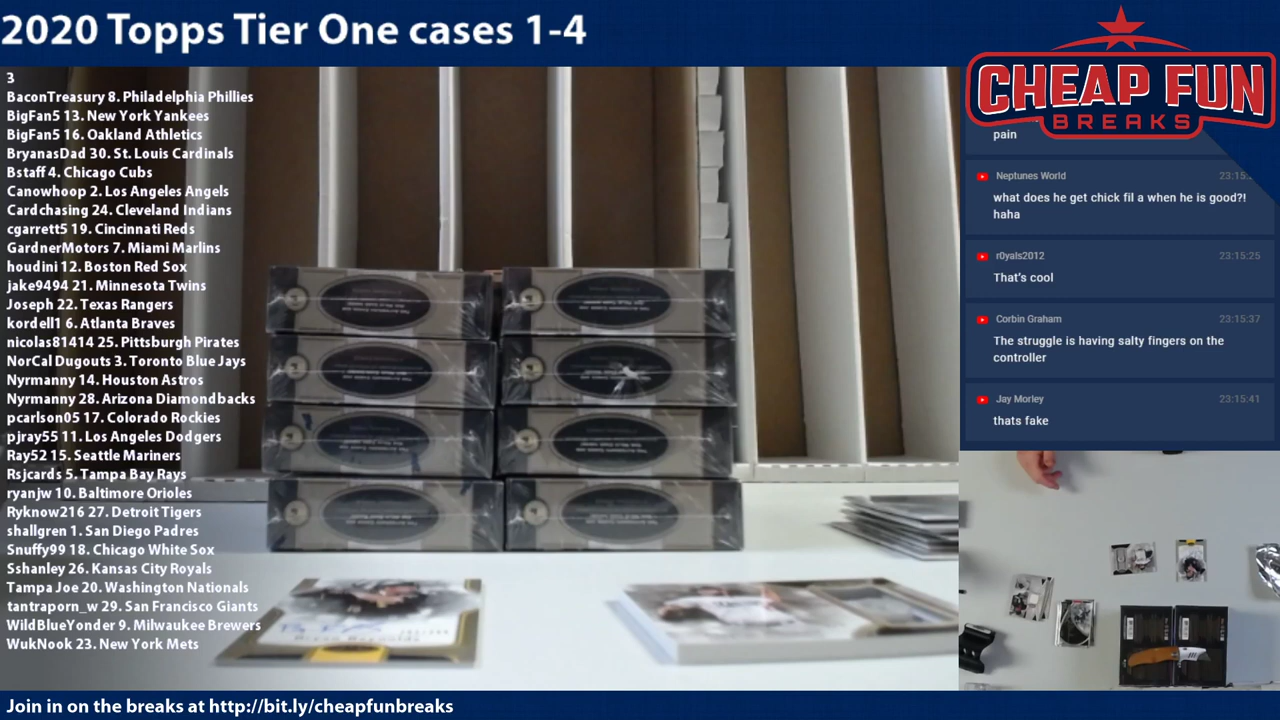 2020 Topps Tier One cases 1-4
3
BaconTreasury 8. Philadelphia Phillies
BigFan5 13. New York Yankees
BigFan5 16. Oakland Athletics
BryanasDad 30. St. Louis Cardinals
Bstaff 4. Chicago Cubs
Canowhoop 2. Los Angeles Angels
Cardchasing 24. Cleveland Indians
cgarrett5 19. Cincinnati Reds
GardnerMotors 7. Miami Marlins
houdini 12. Boston Red Sox
jake9494 21. Minnesota Twins
Joseph 22. Texas Rangers
kordell1 6. Atlanta Braves
nicolas81414 25. Pittsburgh Pirates
NorCal Dugouts 3. Toronto Blue Jays
Nyrmanny 14. Houston Astros
Nyrmanny 28. Arizona Diamondbacks
pcarlson05 17. Colorado Rockies
pjray55 11. Los Angeles Dodgers
Ray52 15. Seattle Mariners
Rsjcards 5. Tampa Bay Rays
ryanjw 10. Baltimore Orioles
Ryknow216 27. Detroit Tigers
shallgren 1. San Diego Padres
Snuffy99 18. Chicago White Sox
Sshanley 26. Kansas City Royals
Tampa Joe 20. Washington Nationals
tantraporn_w 29. San Francisco Giants
WildBlueYonder 9. Milwaukee Brewers
WukNook 23. New York Mets
CHEAP FUN
BREAKS
pain
Neptunes World
what does he get chick fil a when he is good?!
haha
r0yals2012 23:15:25
That's cool
Corbin Graham 23:15:37
The struggle is having salty fingers on the
controller
Jay Morley 23:15:41
thats fake
Join in on the breaks at http://bit.ly/cheapfunbreaks